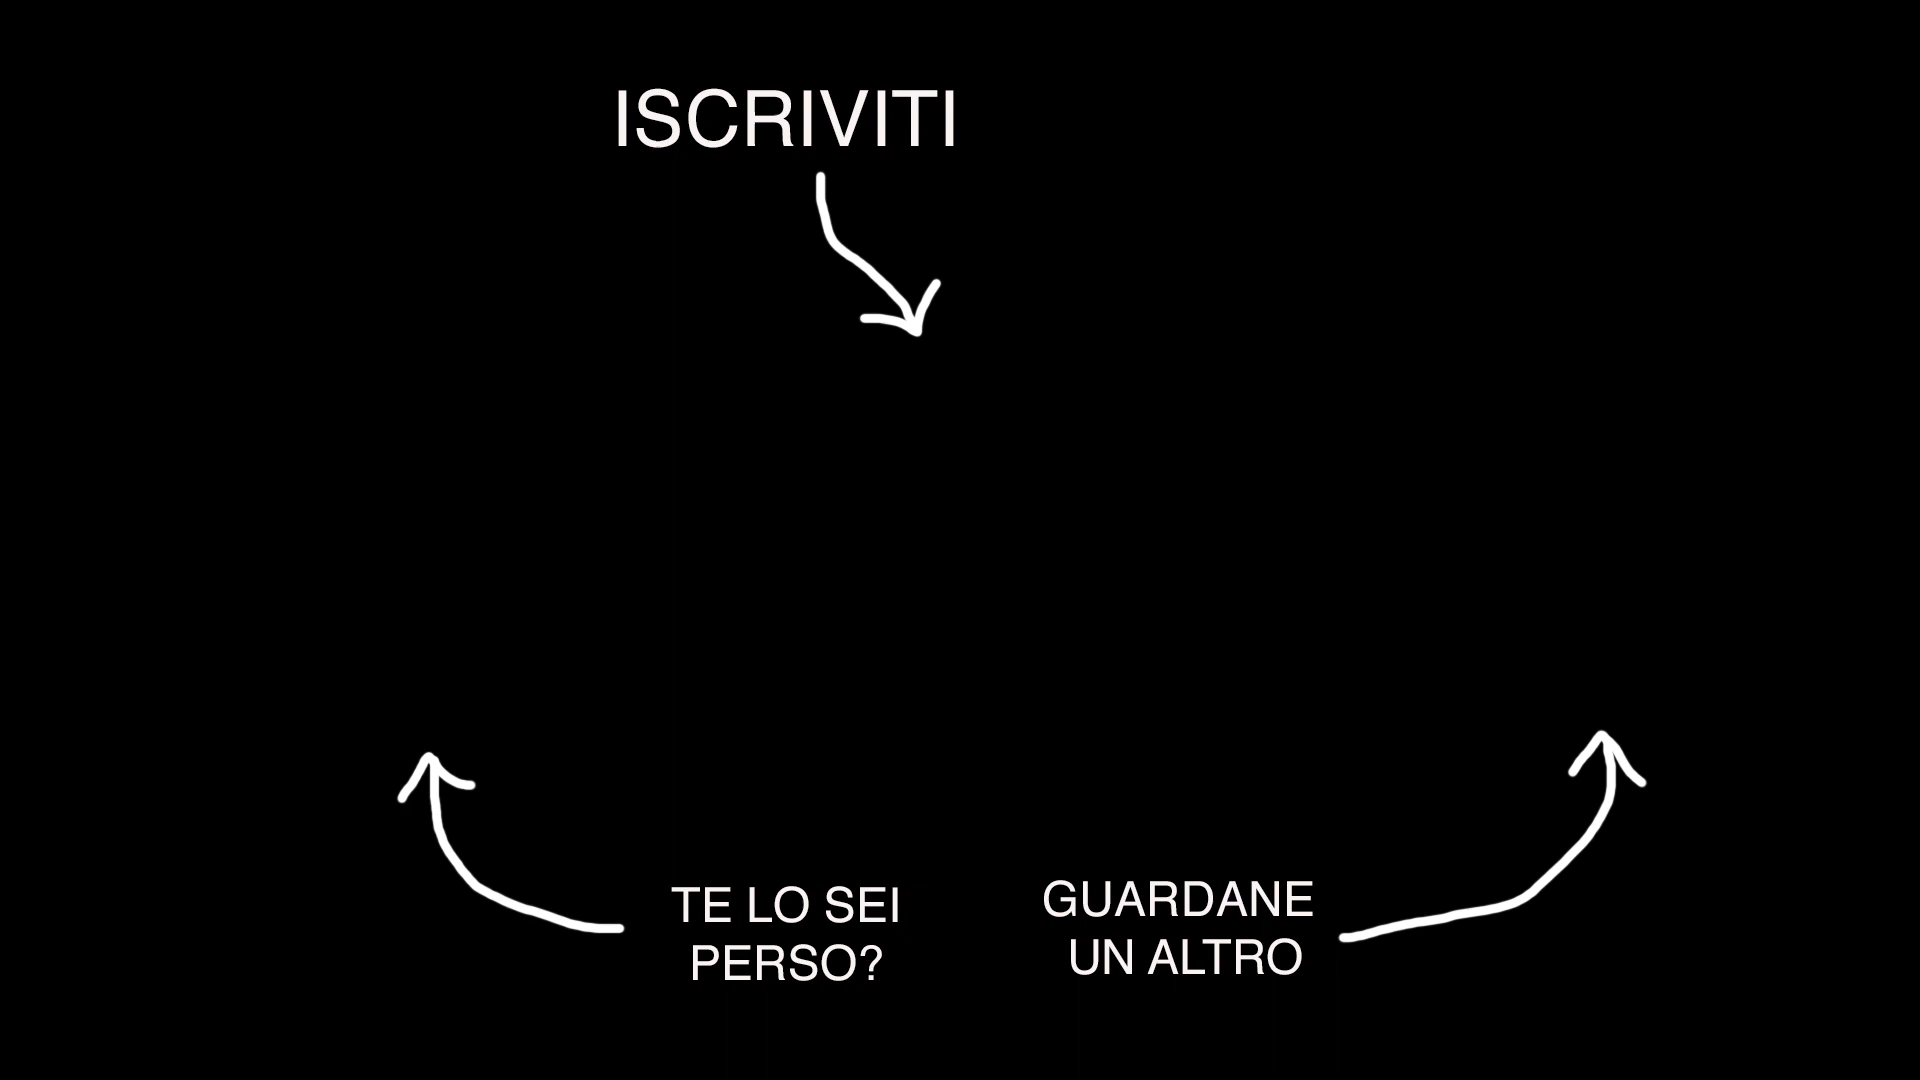 ISCRIVITI
TE LO SEI
PERSO?
GUARDANE
UN ALTRO